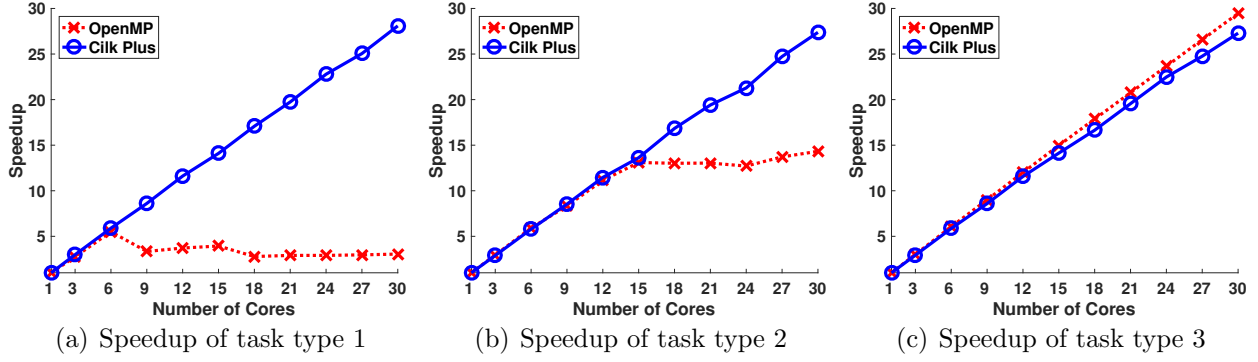 30
25
20
15
10
5
Speedup
OpenMP
Cilk Plus
1 3 6 9 12 15 18 21 24 27 30
Number of Cores
(a) Speedup of task type 1
30
25
20
15
10
5
Speedup
OpenMP
Cilk Plus
1 3 6 9 12 15 18 21 24 27 30
Number of Cores
(b) Speedup of task type 2
30
25
20
15
10
5
Speedup
OpenMP
Cilk Plus
1 3 6 9 12 15 18 21 24 27 30
Number of Cores
(c) Speedup of task type 3